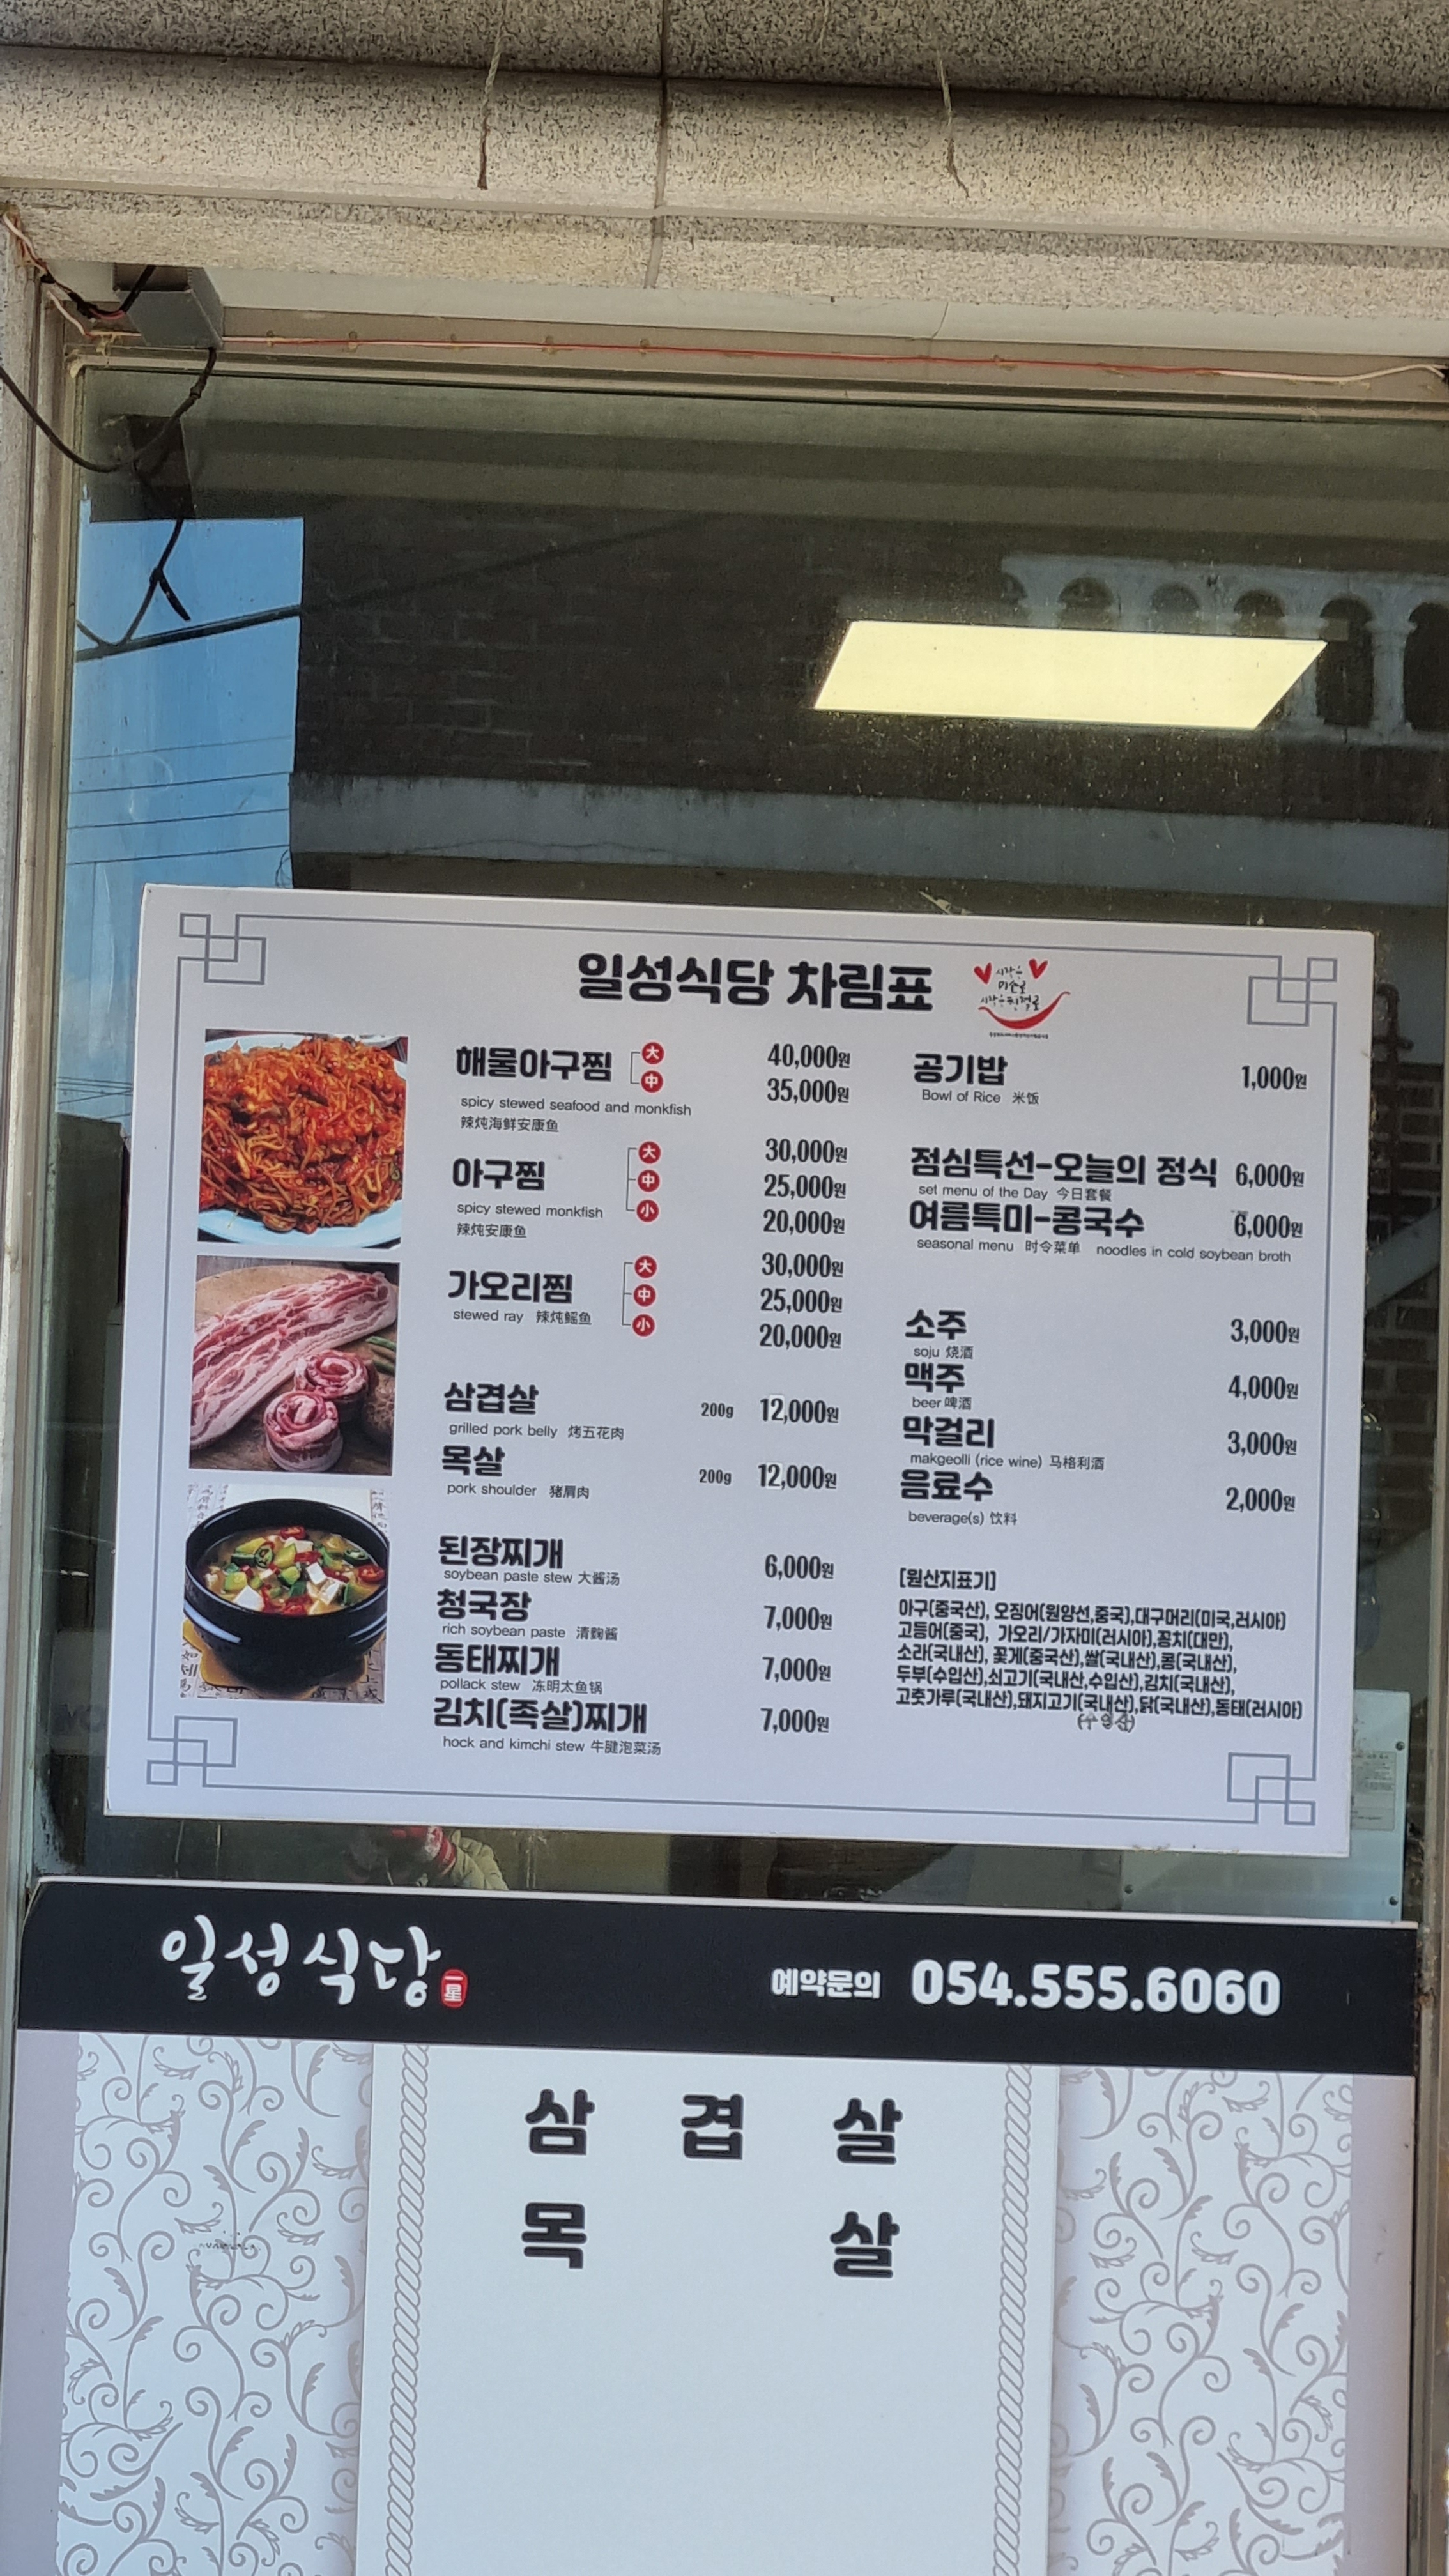 일성식당 차림표
시작은
미소로
해물아구찜 大 40,000원
中 35,000원
spicy stewed seafood and monkfish
辣炖海鲜安康鱼
아구찜 大 30,000원
中 25,000원
小 20,000원
spicy stewed monkfish
辣炖安康鱼
가오리찜 大 30,000원
中 25,000원
小 20,000원
stewed ray 辣炖鳐鱼
삼겹살 200g 12,000원
grilled pork belly 烤五花肉
목살 200g 12,000원
pork shoulder 猪肩肉
된장찌개 6,000원
soybean paste stew 大酱汤
청국장 7,000원
rich soybean paste 清麴酱
동태찌개 7,000원
pollack stew 冻明太鱼锅
김치(족살)찌개 7,000원
hock and kimchi stew 牛腱泡菜汤
공기밥 1,000원
Bowl of Rice 米饭
점심특선-오늘의 정식 6,000원
set menu of the Day 今日套餐
여름특미-콩국수 6,000원
seasonal menu 时令菜单 noodles in cold soybean broth
소주 3,000원
soju 烧酒
맥주 4,000원
beer 啤酒
막걸리 3,000원
makgeolli (rice wine) 马格利酒
음료수 2,000원
beverage(s) 饮料
[원산지표기]
아구(중국산), 오징어(원양선,중국),대구머리(미국,러시아)
고등어(중국), 가오리/가자미(러시아),꽁치(대만),
소라(국내산), 꽃게(중국산),쌀(국내산),콩(국내산),
두부(수입산),쇠고기(국내산,수입산),김치(국내산),
고춧가루(국내산),돼지고기(국내산),닭(국내산),동태(러시아)
일성식당 一星
예약문의 054.555.6060
삼 겹 살
목 살